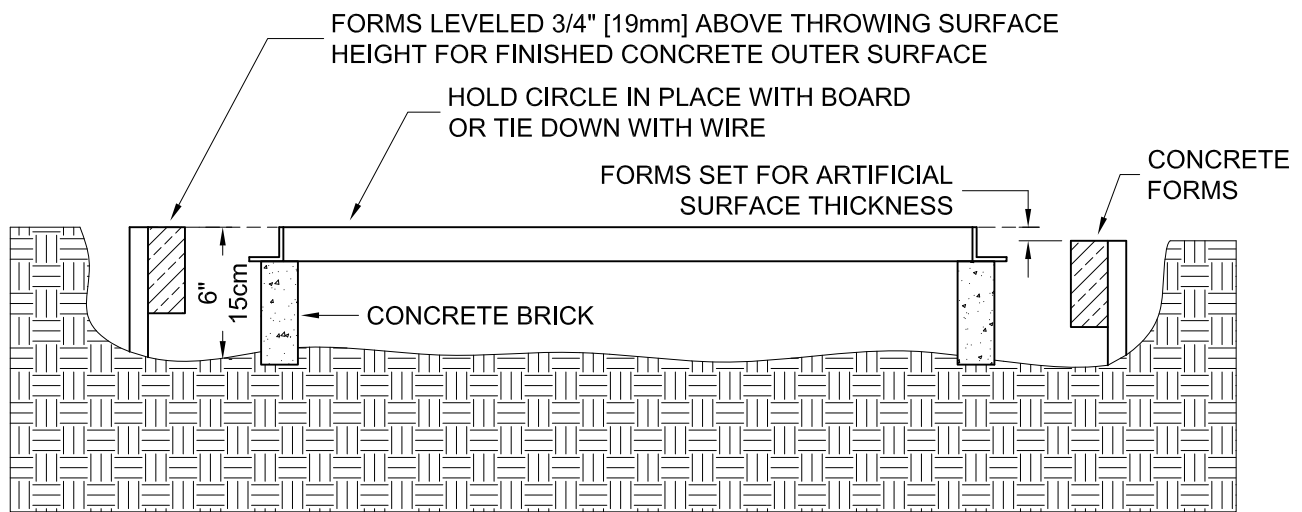 FORMS LEVELED 3/4" [19mm] ABOVE THROWING SURFACE
HEIGHT FOR FINISHED CONCRETE OUTER SURFACE
HOLD CIRCLE IN PLACE WITH BOARD
OR TIE DOWN WITH WIRE
FORMS SET FOR ARTIFICIAL
SURFACE THICKNESS
CONCRETE
FORMS
6"
15cm
CONCRETE BRICK